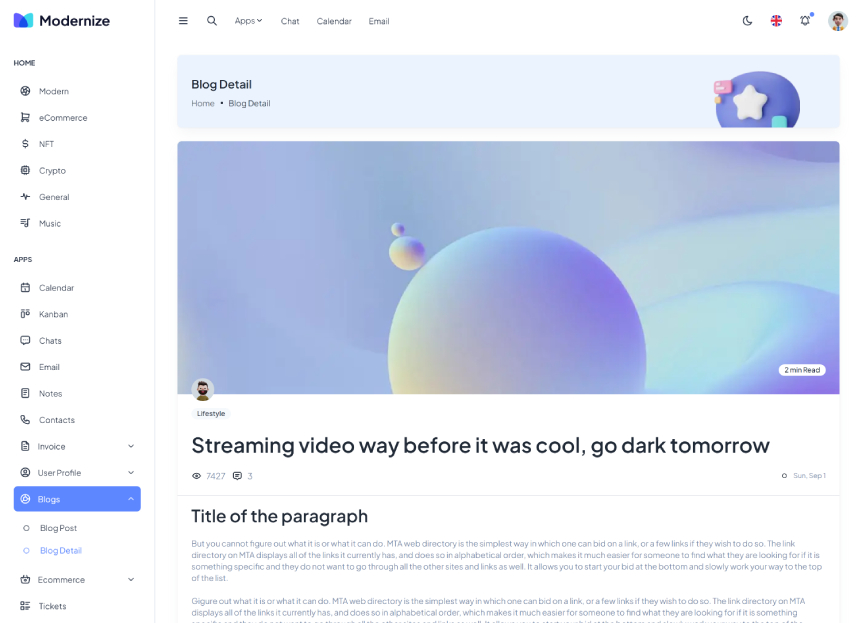 Modernize
Apps
Chat
Calendar
Email
HOME
Modern
eCommerce
NFT
Crypto
General
Music
APPS
Calendar
Kanban
Chats
Email
Notes
Contacts
Invoice
User Profile
Blogs
Blog Post
Blog Detail
Ecommerce
Tickets
Blog Detail
Home • Blog Detail
2 min Read
Lifestyle
Streaming video way before it was cool, go dark tomorrow
7427 3
Sun, Sep 1
Title of the paragraph
But you cannot figure out what it is or what it can do. MTA web directory is the simplest way in which one can bid on a link, or a few links if they wish to do so. The link
directory on MTA displays all of the links it currently has, and does so in alphabetical order, which makes it much easier for someone to find what they are looking for if it is
something specific and they do not want to go through all the other sites and links as well. It allows you to start your bid at the bottom and slowly work your way to the top
of the list.
Gigure out what it is or what it can do. MTA web directory is the simplest way in which one can bid on a link, or a few links if they wish to do so. The link directory on MTA
displays all of the links it currently has, and does so in alphabetical order, which makes it much easier for someone to find what they are looking for if it is something